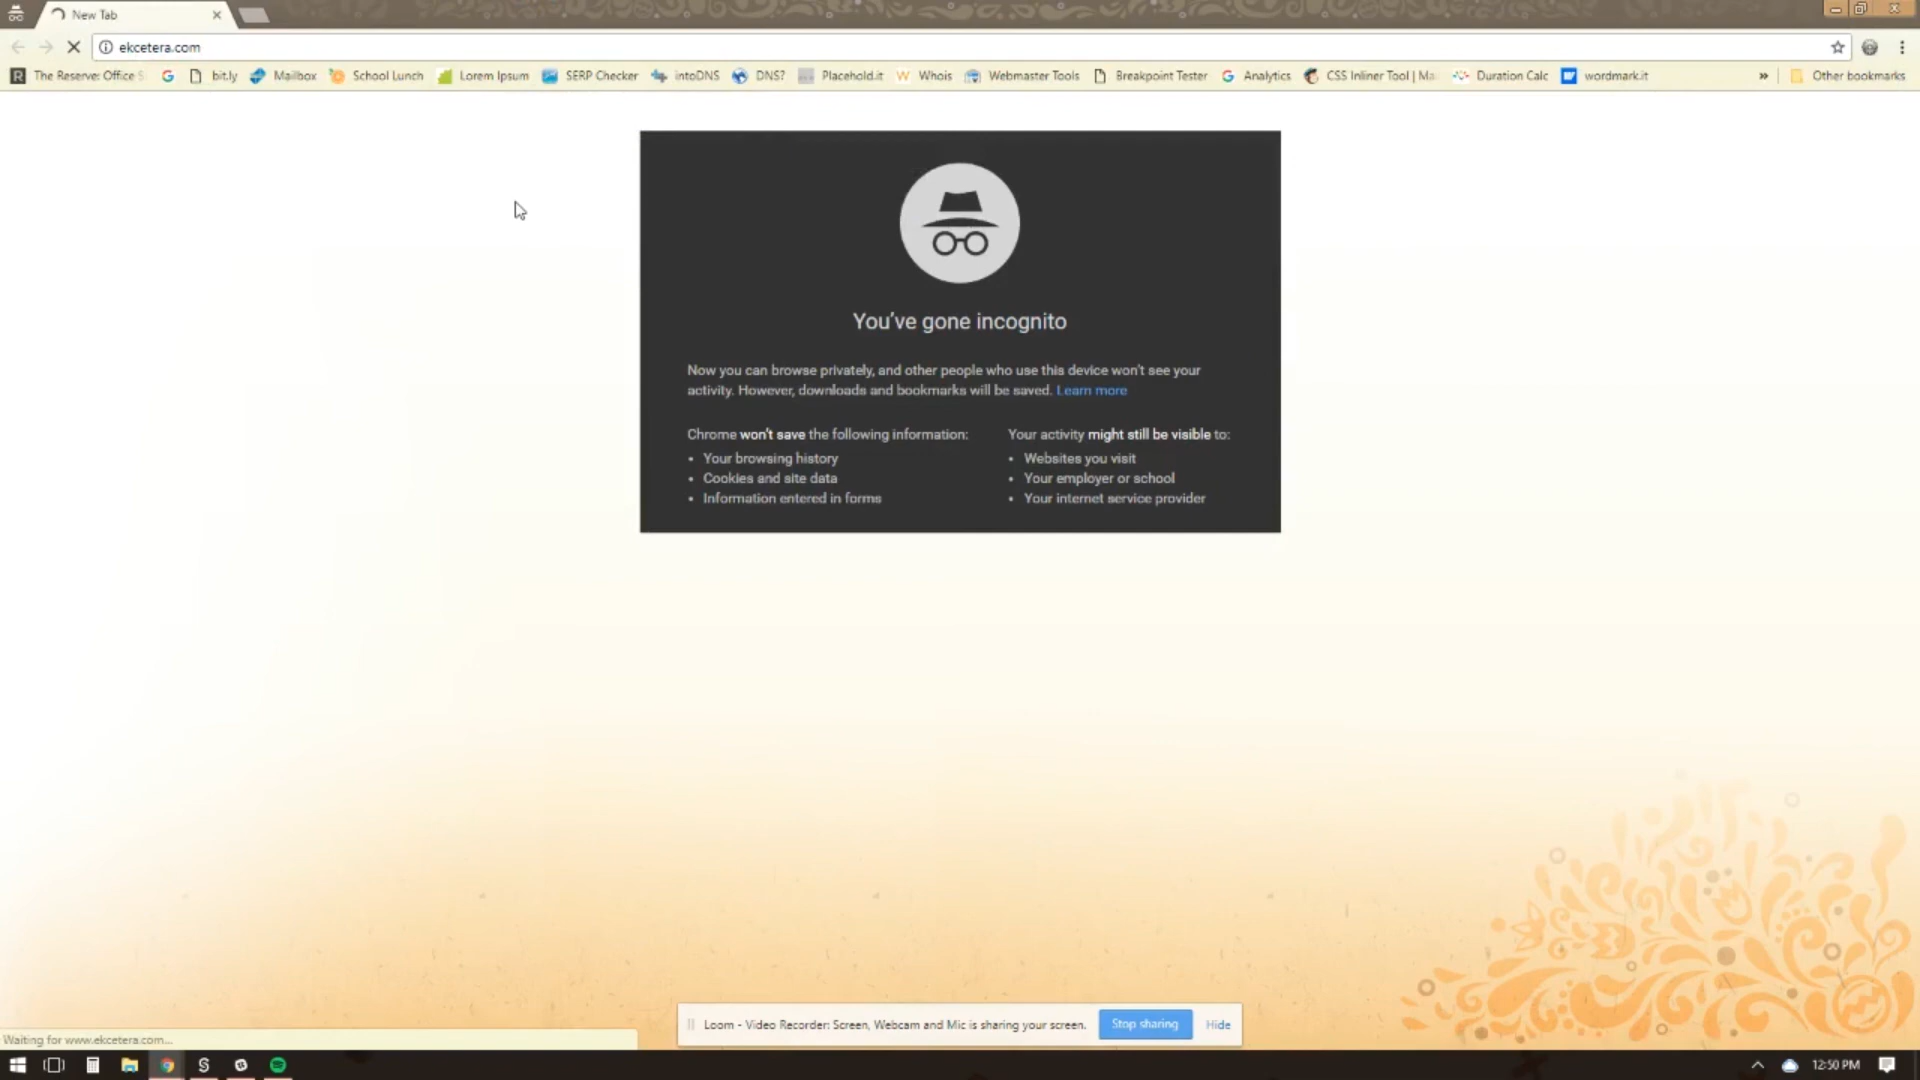 New Tab
ekcetera.com
The Reserve: Office S
bit.ly
Mailbox
School Lunch
Lorem Ipsum
SERP Checker
intoDNS
DNS?
Placehold.it
Whois
Webmaster Tools
Breakpoint Tester
Analytics
CSS Inliner Tool | Ma
Duration Calc
wordmark.it
»
Other bookmarks
You've gone incognito
Now you can browse privately, and other people who use this device won't see your
activity. However, downloads and bookmarks will be saved. Learn more
Chrome won't save the following information:
• Your browsing history
• Cookies and site data
• Information entered in forms
Your activity might still be visible to:
• Websites you visit
• Your employer or school
• Your internet service provider
Loom - Video Recorder: Screen, Webcam and Mic is sharing your screen.
Stop sharing
Hide
Waiting for www.ekcetera.com...
12:50 PM